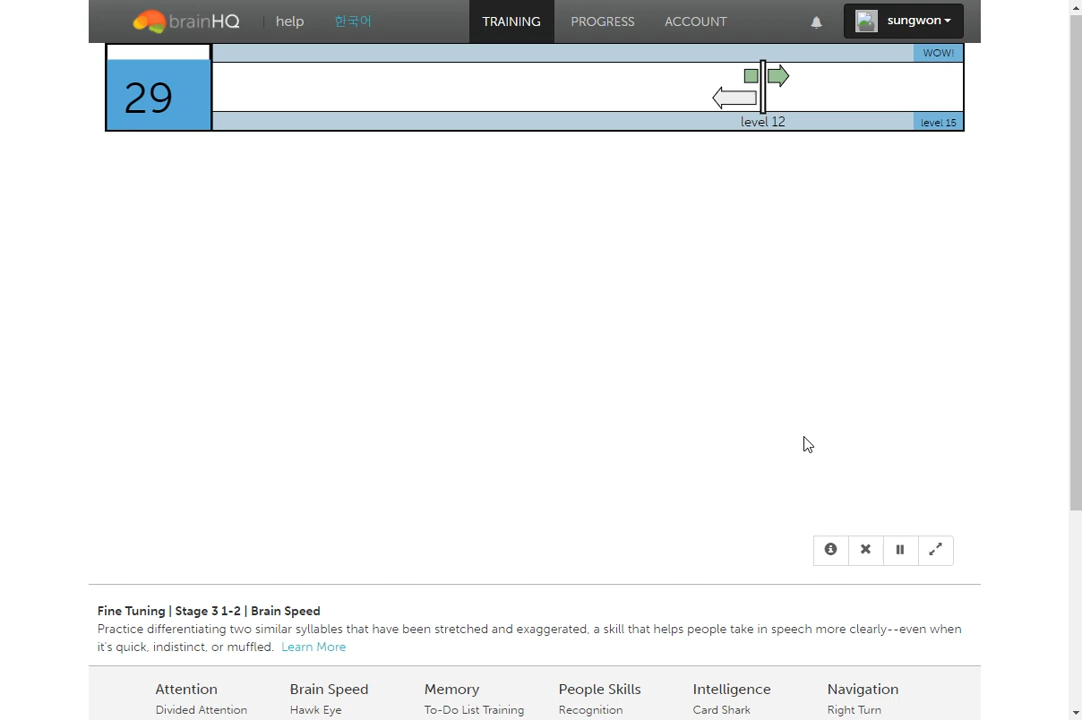 brainHQ help 한국어 TRAINING PROGRESS ACCOUNT sungwon
WOW!
29
level 12 level 15
Fine Tuning | Stage 3 1-2 | Brain Speed
Practice differentiating two similar syllables that have been stretched and exaggerated, a skill that helps people take in speech more clearly--even when
it's quick, indistinct, or muffled. Learn More
Attention Brain Speed Memory People Skills Intelligence Navigation
Divided Attention Hawk Eye To-Do List Training Recognition Card Shark Right Turn